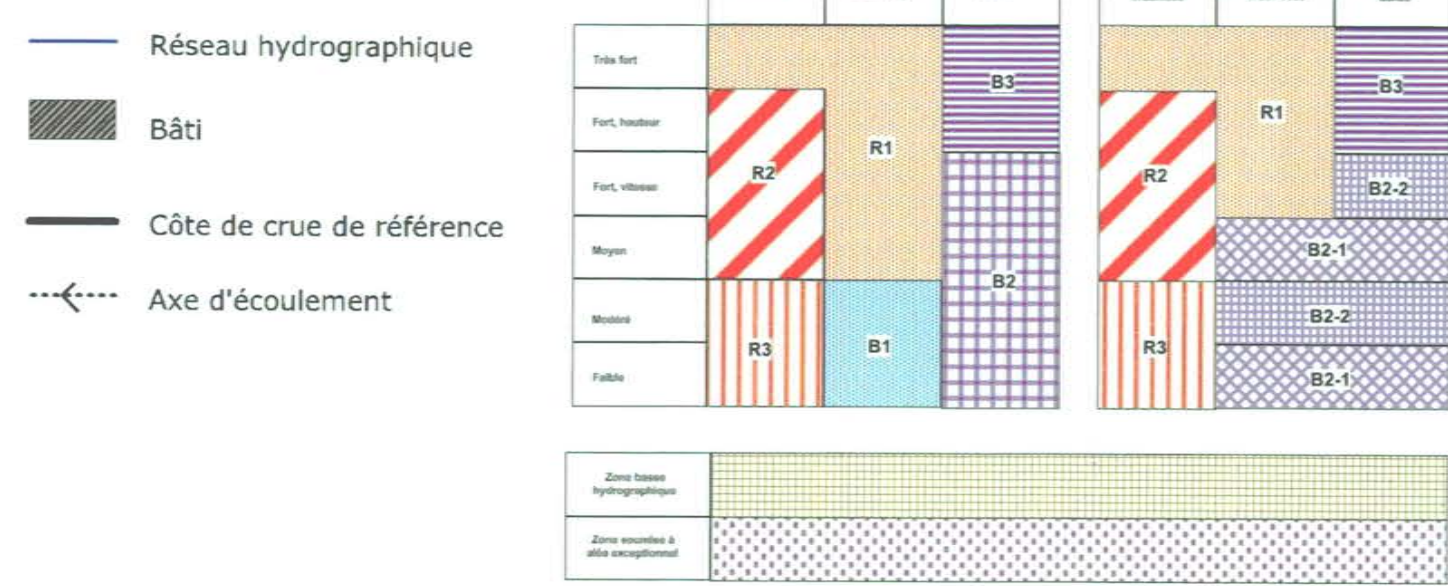 Réseau hydrographique
Bâti
Côte de crue de référence
Axe d'écoulement
Très fort
Fort, hauteur
Fort, vitesse
Moyen
Modéré
Faible
R2
R1
B3
R3
B1
B2
R2
R1
B3
B2-2
B2-1
R3
B2-2
B2-1
Zone basse
hydrographique
Zone soumise à
aléa exceptionnel